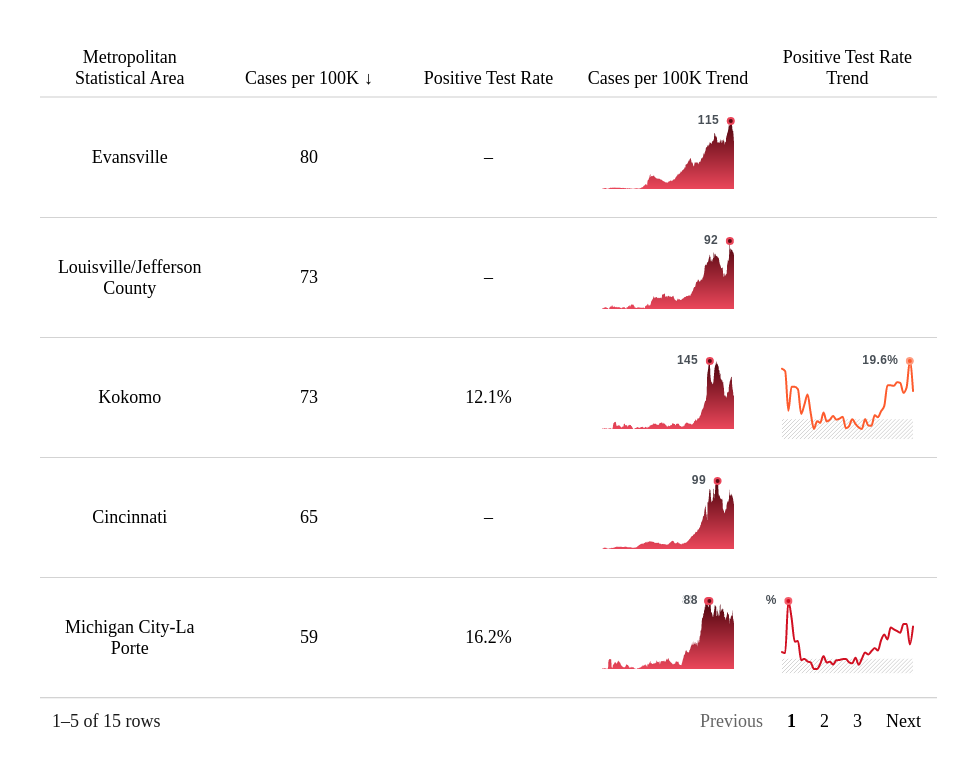 Metropolitan
Statistical Area
Cases per 100K ↓
Positive Test Rate
Cases per 100K Trend
Positive Test Rate
Trend
Evansville
80
–
115
Louisville/Jefferson
County
73
–
92
Kokomo
73
12.1%
145
19.6%
Cincinnati
65
–
99
Michigan City-La
Porte
59
16.2%
88
%
1–5 of 15 rows
Previous 1 2 3 Next